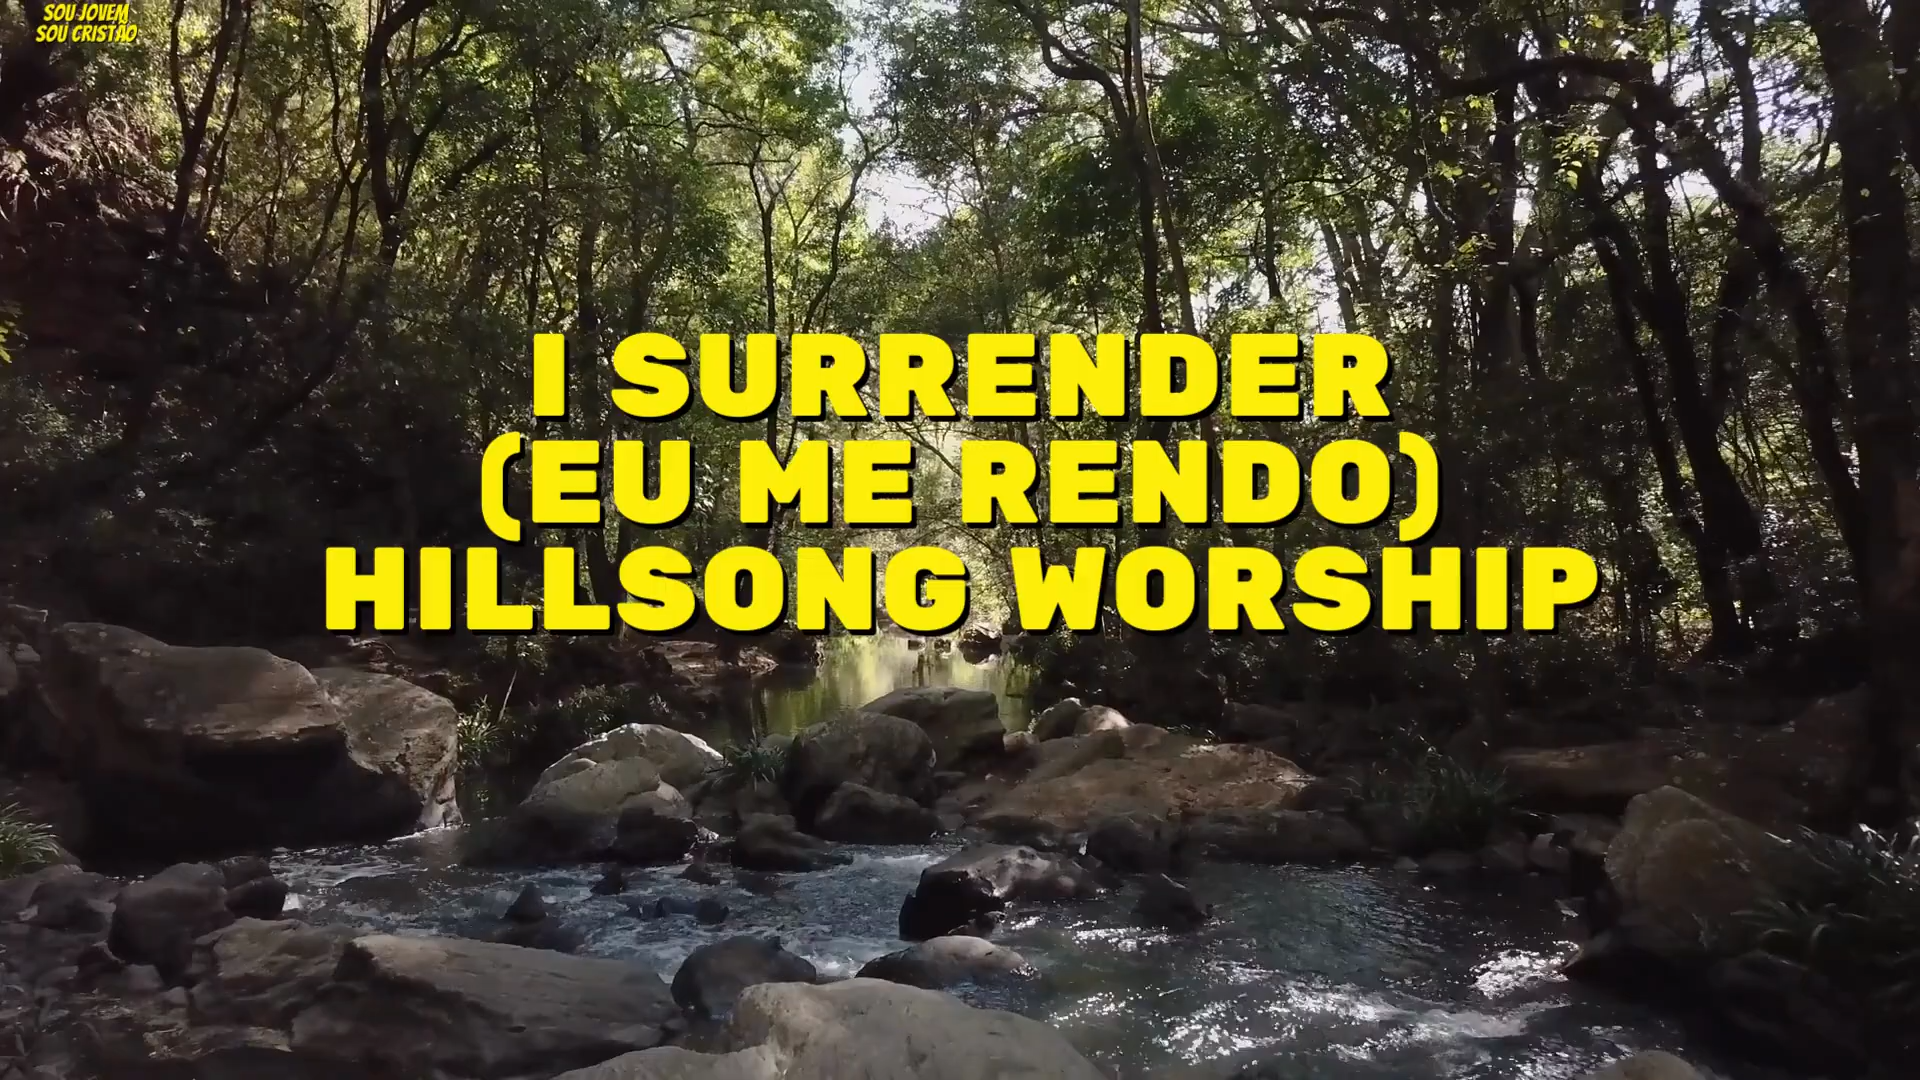 SOU JOVEM
SOU CRISTÃO
I SURRENDER
(EU ME RENDO)
HILLSONG WORSHIP